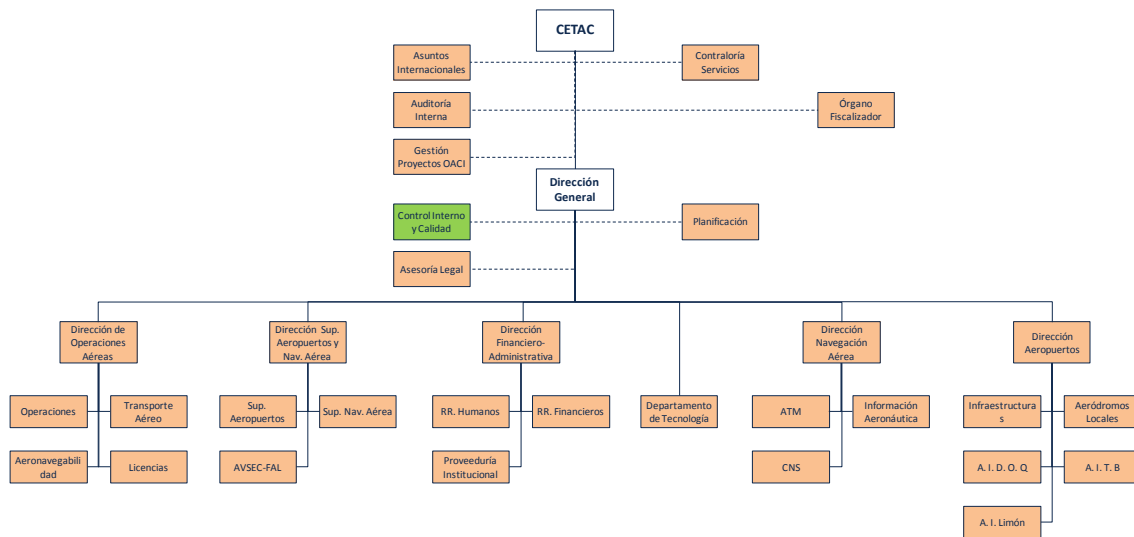 CETAC
Asuntos
Internacionales
Contraloría
Servicios
Auditoría
Interna
Órgano
Fiscalizador
Gestión
Proyectos OACI
Dirección
General
Control Interno
y Calidad
Planificación
Asesoría Legal
Dirección de
Operaciones
Aéreas
Dirección Sup.
Aeropuertos y
Nav. Aérea
Dirección
Financiero-
Administrativa
Dirección
Navegación
Aérea
Dirección
Aeropuertos
Operaciones
Transporte
Aéreo
Sup.
Aeropuertos
Sup. Nav. Aérea
RR. Humanos
RR. Financieros
Departamento
de Tecnología
ATM
Información
Aeronáutica
Infraestructura
s
Aeródromos
Locales
Aeronavegabili
dad
Licencias
AVSEC-FAL
Proveeduría
Institucional
CNS
A. I. D. O. Q
A. I. T. B
A. I. Limón